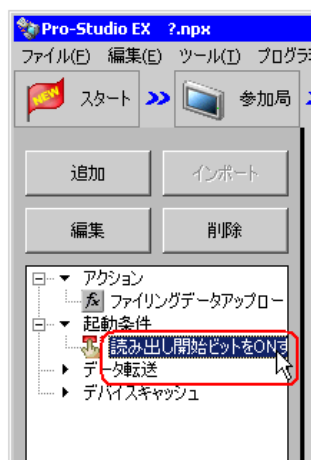 Pro-Studio EX ?.npx
ファイル(F) 編集(E) ツール(T) プログラ
NEW スタート 参加局
追加 インポート
編集 削除
アクション
fx ファイリングデータアップロー
起動条件
読み出し開始ビットをONす
データ転送
デバイスキャッシュ